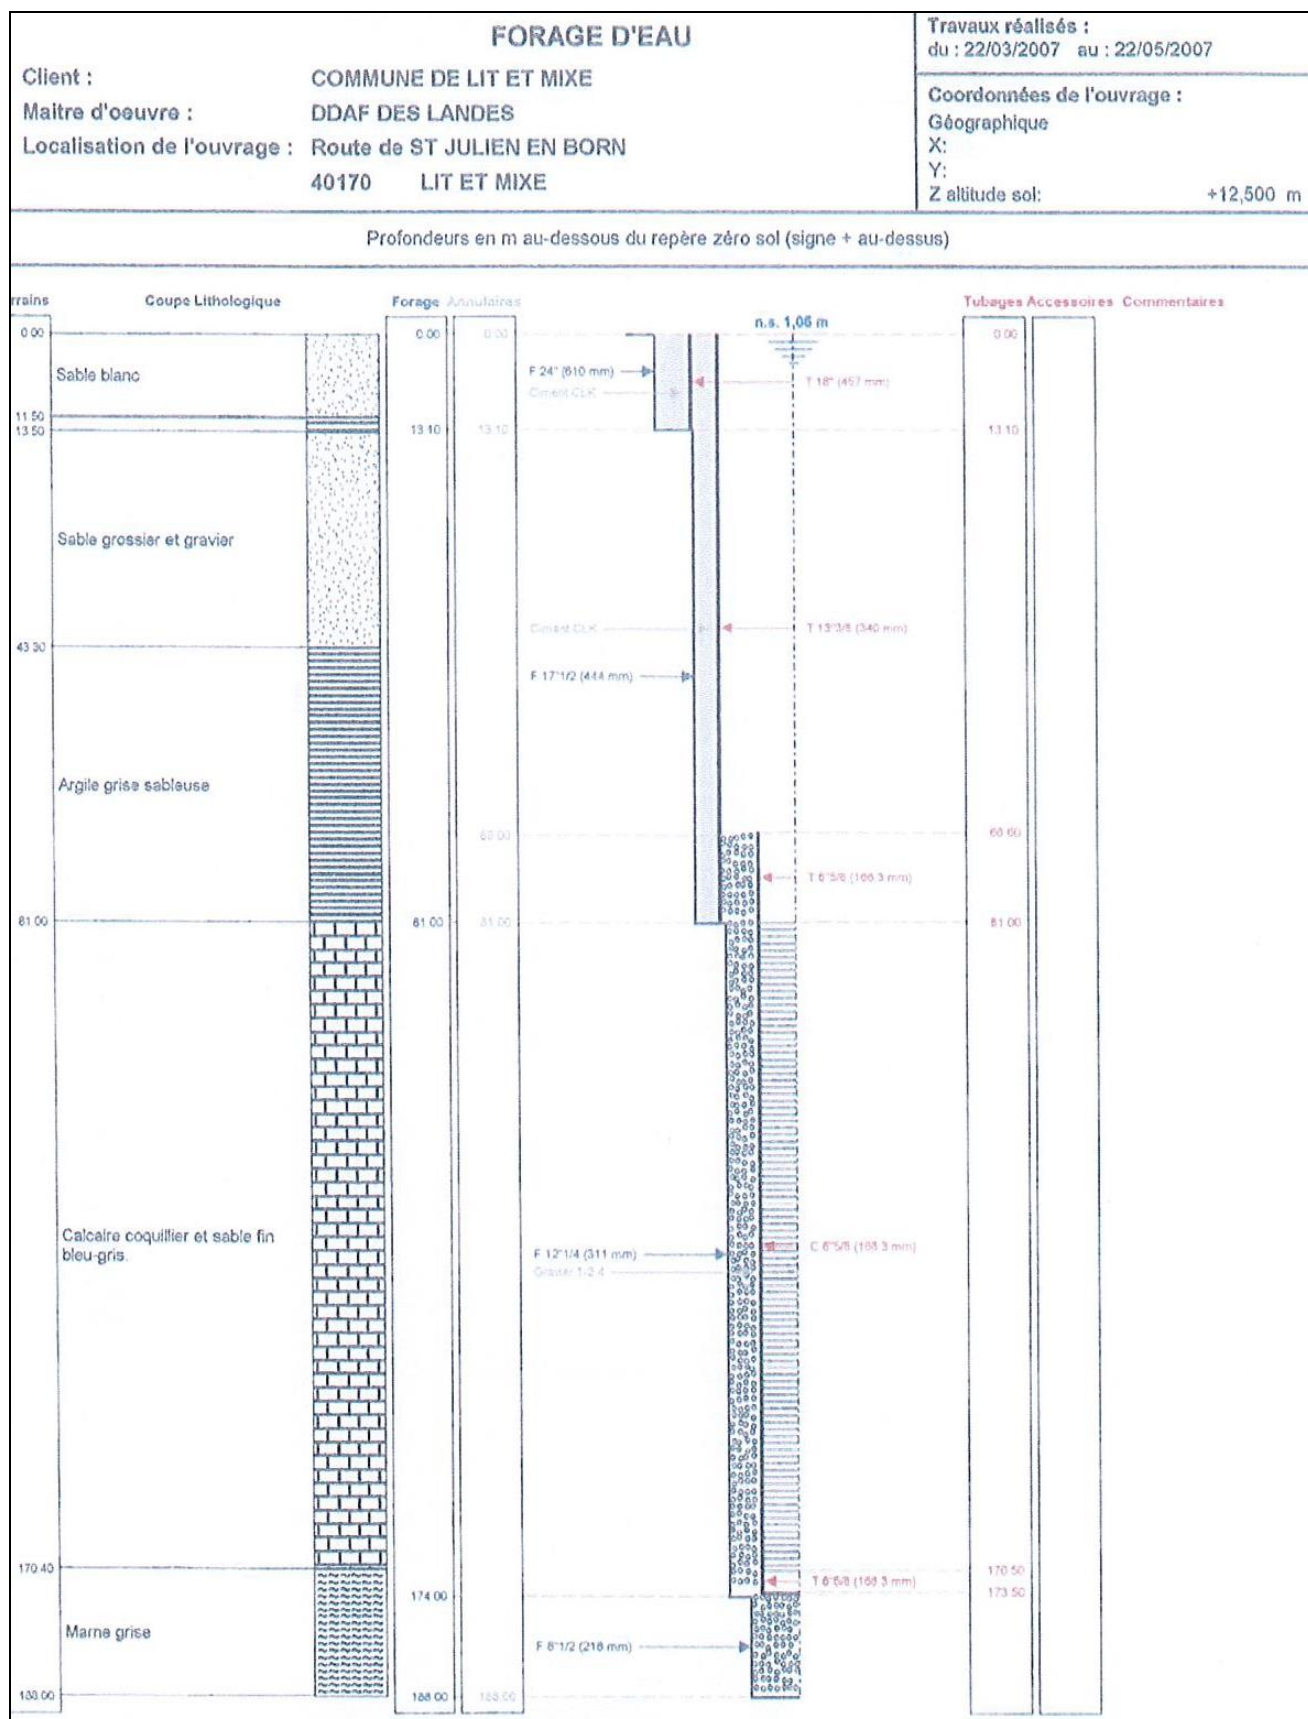 FORAGE D'EAU
Travaux réalisés :
du : 22/03/2007 au : 22/05/2007
Client : COMMUNE DE LIT ET MIXE
Maitre d'oeuvre : DDAF DES LANDES
Localisation de l'ouvrage : Route de ST JULIEN EN BORN
40170 LIT ET MIXE
Coordonnées de l'ouvrage :
Géographique
X:
Y:
Z altitude sol: +12,500 m
Profondeurs en m au-dessous du repère zéro sol (signe + au-dessus)
rrains Coupe Lithologique Forage Annulaires Tubages Accessoires Commentaires
n.s. 1,06 m
0.00 0.00 0.00 0.00
Sable blanc
F 24" (610 mm)
T 18" (457 mm)
Ciment CLK
11.50
13.50 13.10 13.10 13.10
Sable grossier et gravier
Ciment CLK
T 13"3/8 (340 mm)
43.30
F 17"1/2 (444 mm)
Argile grise sableuse
T 6"5/8 (168.3 mm)
81.00 81.00 81.00 81.00
Calcaire coquillier et sable fin
bleu-gris.
F 12"1/4 (311 mm)
C 6"5/8 (168.3 mm)
Gravier 1-2.4
170.40 170.50
T 6"5/8 (168.3 mm)
174.00 173.50
Marne grise
F 8"1/2 (216 mm)
188.00 188.00 188.00